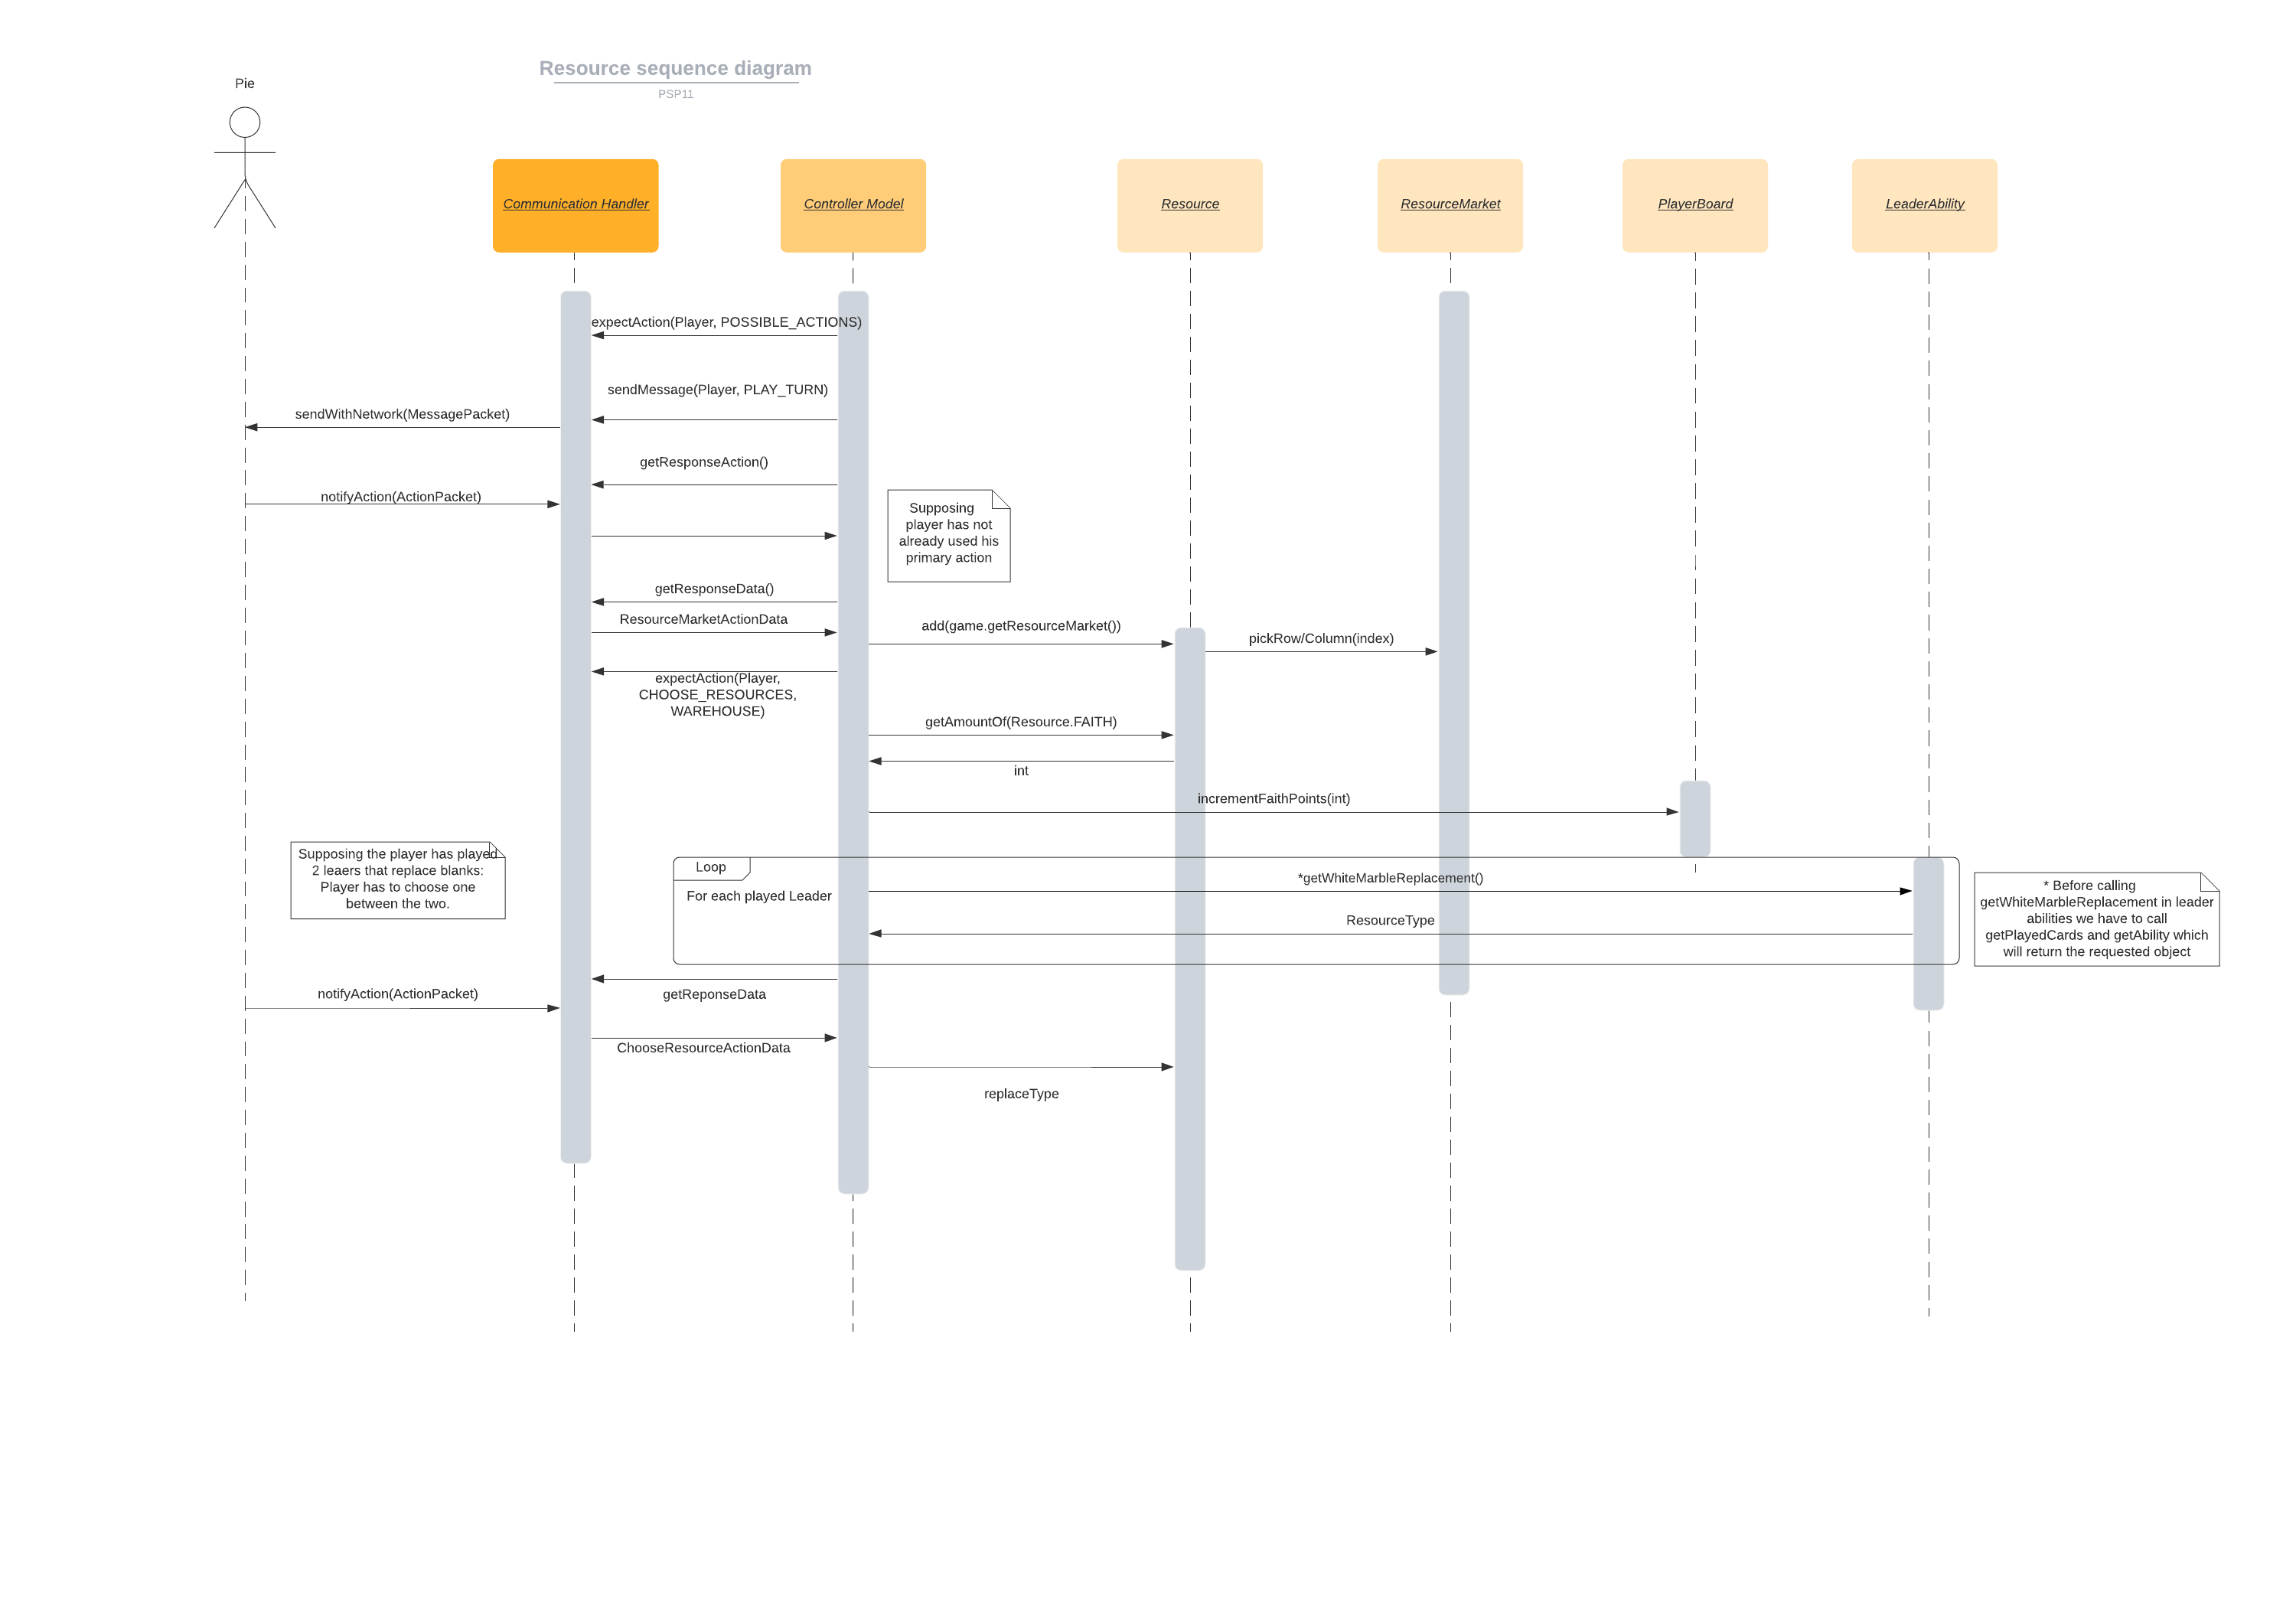 Resource sequence diagram
PSP11
Pie
Communication Handler
Controller Model
Resource
ResourceMarket
PlayerBoard
LeaderAbility
expectAction(Player, POSSIBLE_ACTIONS)
sendMessage(Player, PLAY_TURN)
sendWithNetwork(MessagePacket)
getResponseAction()
notifyAction(ActionPacket)
Supposing
player has not
already used his
primary action
getResponseData()
ResourceMarketActionData
add(game.getResourceMarket())
pickRow/Column(index)
expectAction(Player,
CHOOSE_RESOURCES,
WAREHOUSE)
getAmountOf(Resource.FAITH)
int
incrementFaithPoints(int)
Supposing the player has played
2 leaers that replace blanks:
Player has to choose one
between the two.
Loop
For each played Leader
*getWhiteMarbleReplacement()
ResourceType
* Before calling
getWhiteMarbleReplacement in leader
abilities we have to call
getPlayedCards and getAbility which
will return the requested object
getReponseData
notifyAction(ActionPacket)
ChooseResourceActionData
replaceType